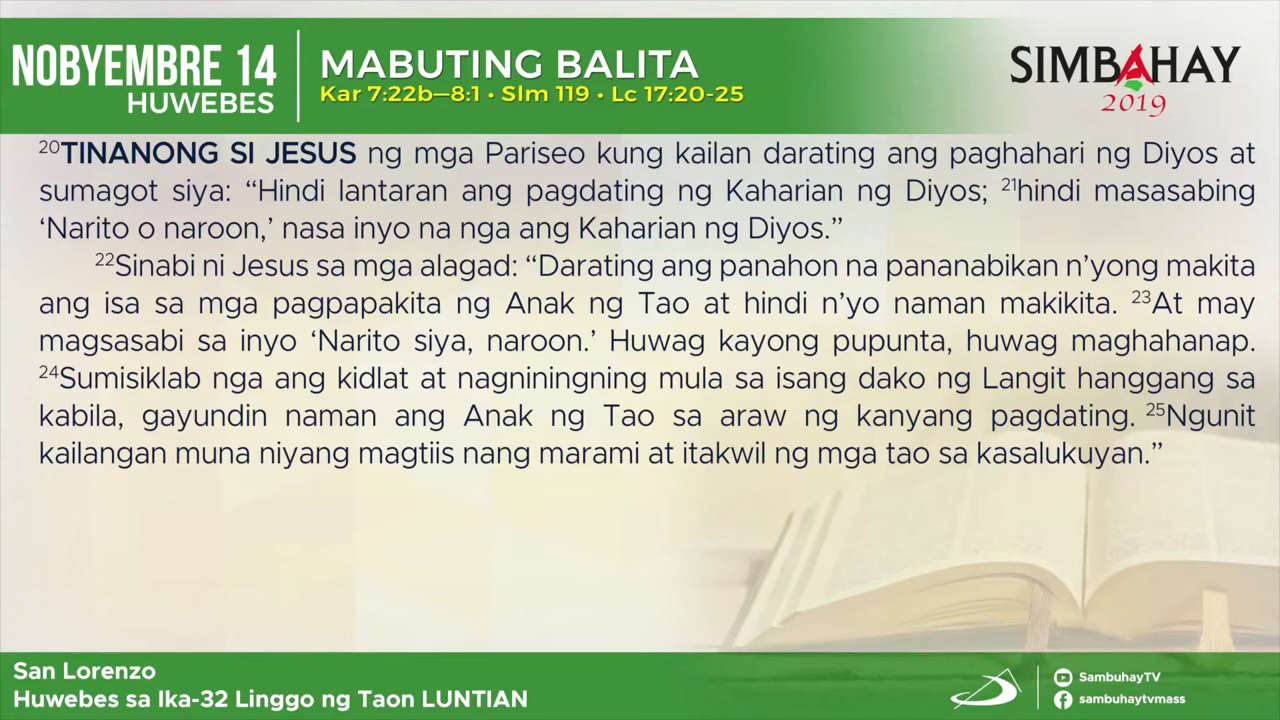 NOBYEMBRE 14
HUWEBES
MABUTING BALITA
Kar 7:22b—8:1 • Slm 119 • Lc 17:20-25
SIMBAHAY
2019
20TINANONG SI JESUS ng mga Pariseo kung kailan darating ang paghahari ng Diyos at
sumagot siya: “Hindi lantaran ang pagdating ng Kaharian ng Diyos; 21hindi masasabing
‘Narito o naroon,’ nasa inyo na nga ang Kaharian ng Diyos.”
22Sinabi ni Jesus sa mga alagad: “Darating ang panahon na pananabikan n’yong makita
ang isa sa mga pagpapakita ng Anak ng Tao at hindi n’yo naman makikita. 23At may
magsasabi sa inyo ‘Narito siya, naroon.’ Huwag kayong pupunta, huwag maghahanap.
24Sumisiklab nga ang kidlat at nagniningning mula sa isang dako ng Langit hanggang sa
kabila, gayundin naman ang Anak ng Tao sa araw ng kanyang pagdating. 25Ngunit
kailangan muna niyang magtiis nang marami at itakwil ng mga tao sa kasalukuyan.”
San Lorenzo
Huwebes sa Ika-32 Linggo ng Taon LUNTIAN
SambuhayTV
sambuhaytvmass